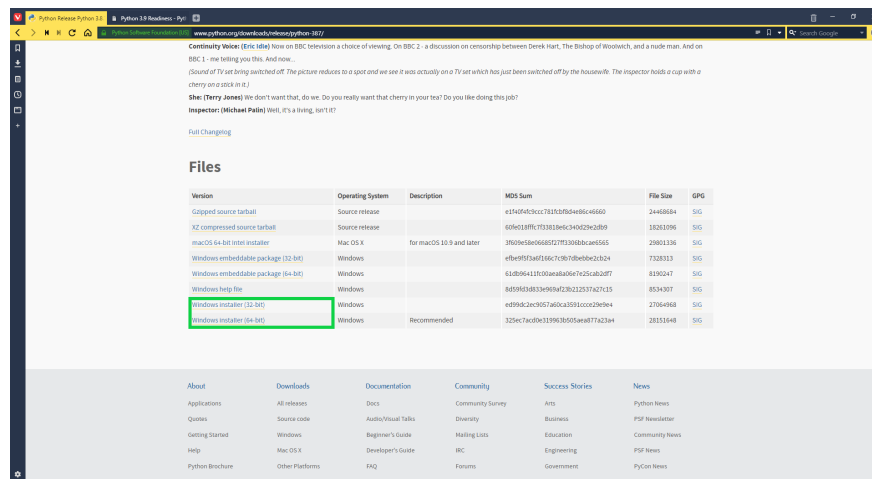 Python Release Python 3.8
Python 3.9 Readiness - Pyt
Python Software Foundation [US]
www.python.org/downloads/release/python-387/
Search Google
Continuity Voice: (Eric Idle) Now on BBC television a choice of viewing. On BBC 2 - a discussion on censorship between Derek Hart, The Bishop of Woolwich, and a nude man. And on
BBC 1 - me telling you this. And now...
(Sound of TV set bring switched off. The picture reduces to a spot and we see it was actually on a TV set which has just been switched off by the housewife. The inspector holds a cup with a
cherry on a stick in it.)
She: (Terry Jones) We don't want that, do we. Do you really want that cherry in your tea? Do you like doing this job?
Inspector: (Michael Palin) Well, it's a living, isn't it?
Full Changelog
Files
Version Operating System Description MD5 Sum File Size GPG
Gzipped source tarball Source release e1f40f4fc9ccc781fcbf8d4e86c46660 24468684 SIG
XZ compressed source tarball Source release 60fe018fffc7f33818e6c340d29e2db9 18261096 SIG
macOS 64-bit Intel installer Mac OS X for macOS 10.9 and later 3f609e58e06685f27ff3306bbcae6565 29801336 SIG
Windows embeddable package (32-bit) Windows efbe9f5f3a6f166c7c9b7dbebbe2cb24 7328313 SIG
Windows embeddable package (64-bit) Windows 61db96411fc00aea8a06e7e25cab2df7 8190247 SIG
Windows help file Windows 8d59fd3d833e969af23b212537a27c15 8534307 SIG
Windows installer (32-bit) Windows ed99dc2ec9057a60ca3591ccce29e9e4 27064968 SIG
Windows installer (64-bit) Windows Recommended 325ec7acd0e319963b505aea877a23a4 28151648 SIG
About Downloads Documentation Community Success Stories News
Applications All releases Docs Community Survey Arts Python News
Quotes Source code Audio/Visual Talks Diversity Business PSF Newsletter
Getting Started Windows Beginner's Guide Mailing Lists Education Community News
Help Mac OS X Developer's Guide IRC Engineering PSF News
Python Brochure Other Platforms FAQ Forums Government PyCon News